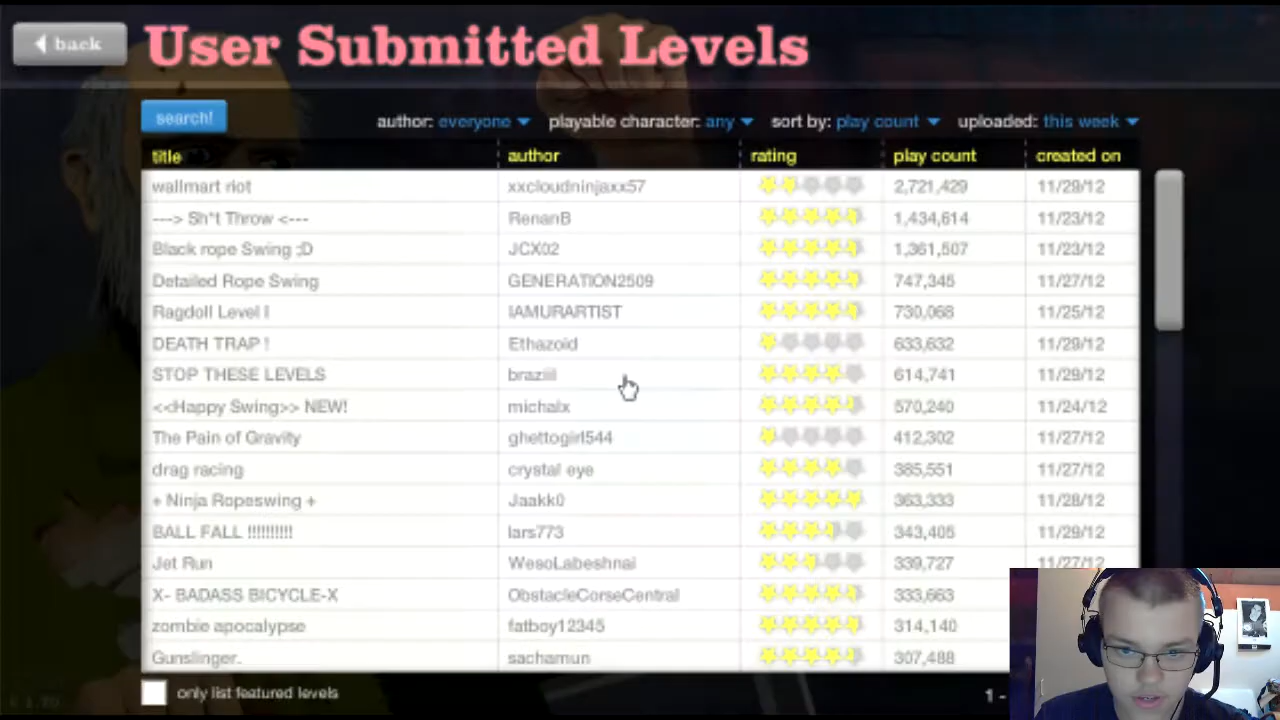 back
User Submitted Levels
search! author: everyone playable character: any sort by: play count uploaded: this week
title author rating play count created on
wallmart riot xxcloudninjaxx57 2,721,429 11/29/12
---> Sh*t Throw <--- RenanB 1,434,614 11/23/12
Black rope Swing ;D JCX02 1,361,507 11/23/12
Detailed Rope Swing GENERATION2509 747,345 11/27/12
Ragdoll Level I IAMURARTIST 730,068 11/25/12
DEATH TRAP ! Ethazoid 633,632 11/29/12
STOP THESE LEVELS braziil 614,741 11/29/12
<<Happy Swing>> NEW! michalx 570,240 11/24/12
The Pain of Gravity ghettogirl544 412,302 11/27/12
drag racing crystal eye 385,551 11/27/12
+ Ninja Ropeswing + Jaakk0 363,333 11/28/12
BALL FALL !!!!!!!!!! lars773 343,405 11/29/12
Jet Run WesoLabeshnai 339,727 11/27/12
X- BADASS BICYCLE-X ObstacleCorseCentral 333,663
zombie apocalypse fatboy12345 314,140
Gunslinger. sachamun 307,488
only list featured levels 1 -